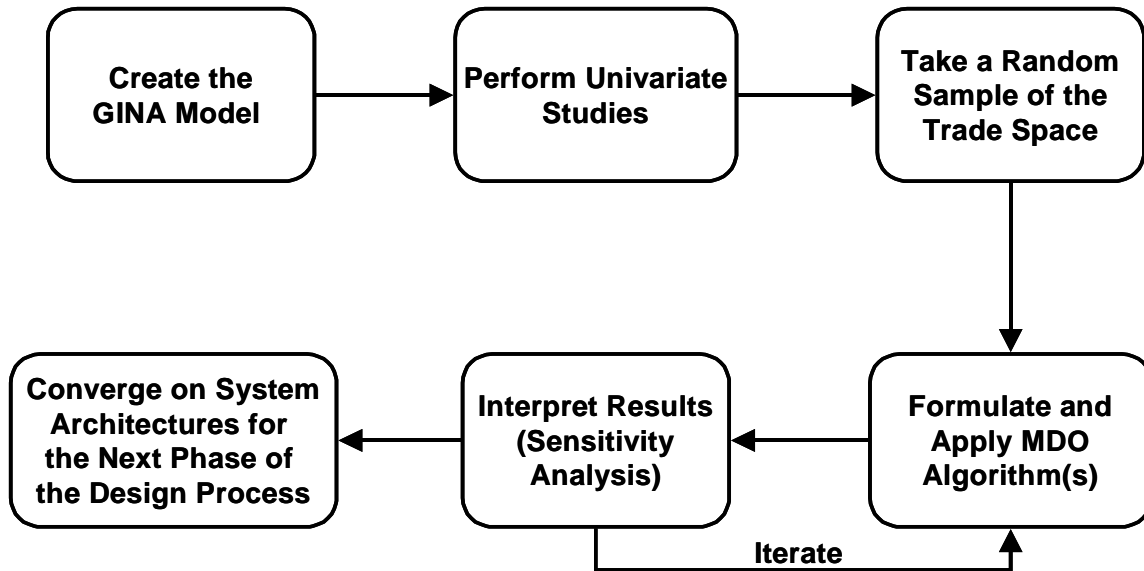 Create the
GINA Model
Perform Univariate
Studies
Take a Random
Sample of the
Trade Space
Converge on System
Architectures for
the Next Phase of
the Design Process
Interpret Results
(Sensitivity
Analysis)
Formulate and
Apply MDO
Algorithm(s)
Iterate